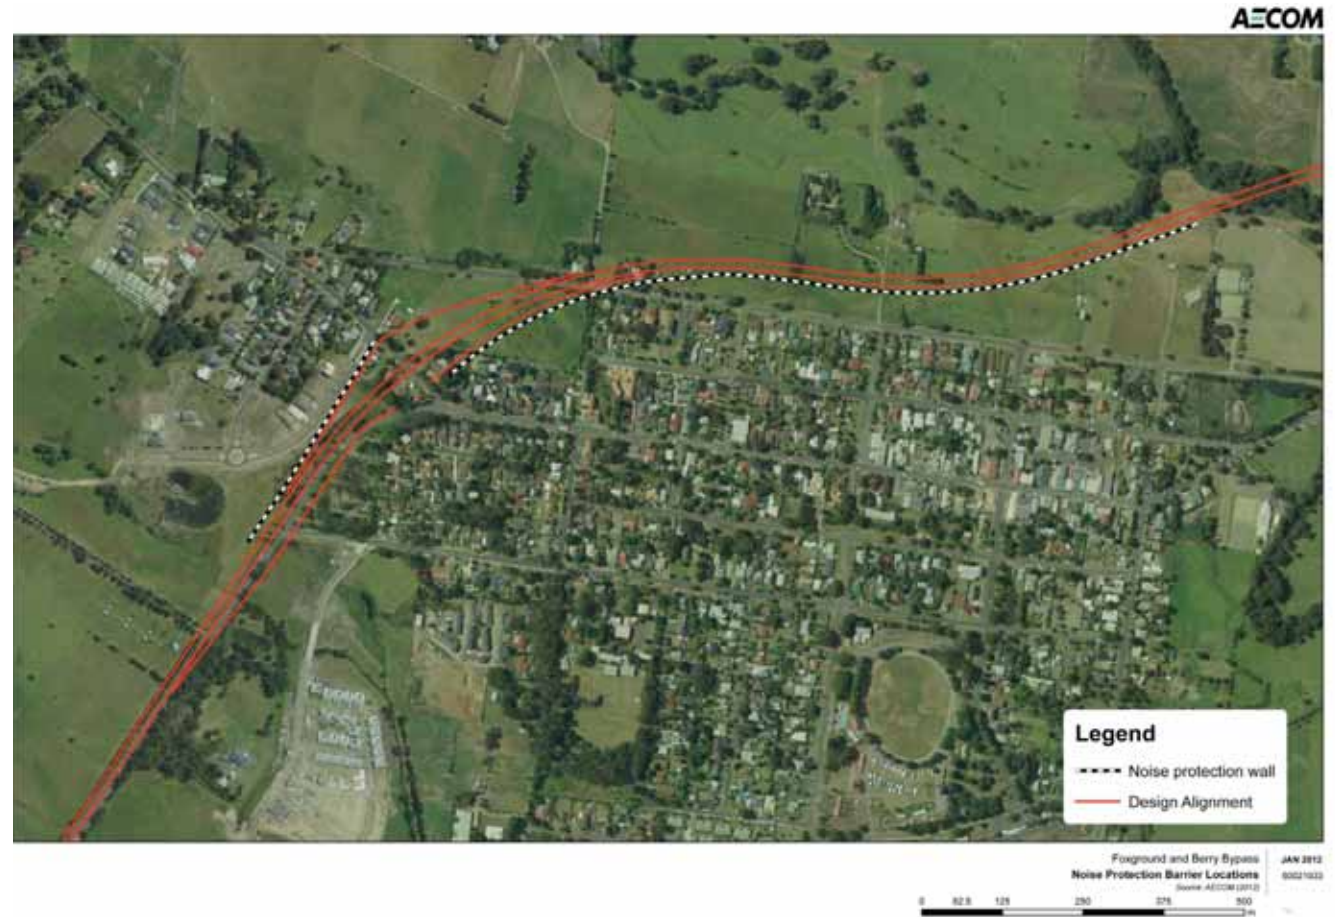 AECOM
Legend
Noise protection wall
Design Alignment
Foxground and Berry Bypass
JAN 2012
Noise Protection Barrier Locations
60021933
Source: AECOM (2012)
0 62.5 125 250 375 500
m